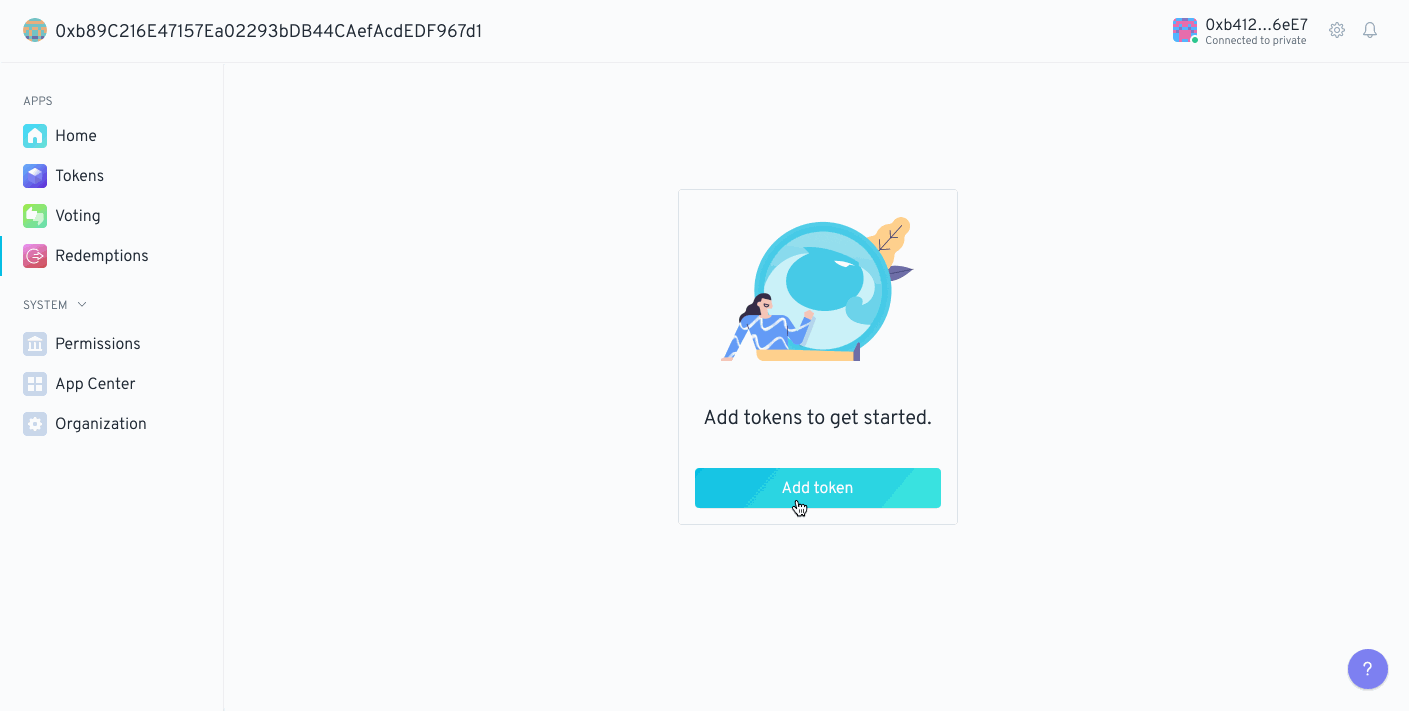 0xb89C216E47157Ea02293bDB44CAefAcdEDF967d1
0xb412…6eE7
Connected to private
APPS
Home
Tokens
Voting
Redemptions
SYSTEM
Permissions
App Center
Organization
Add tokens to get started.
Add token
?